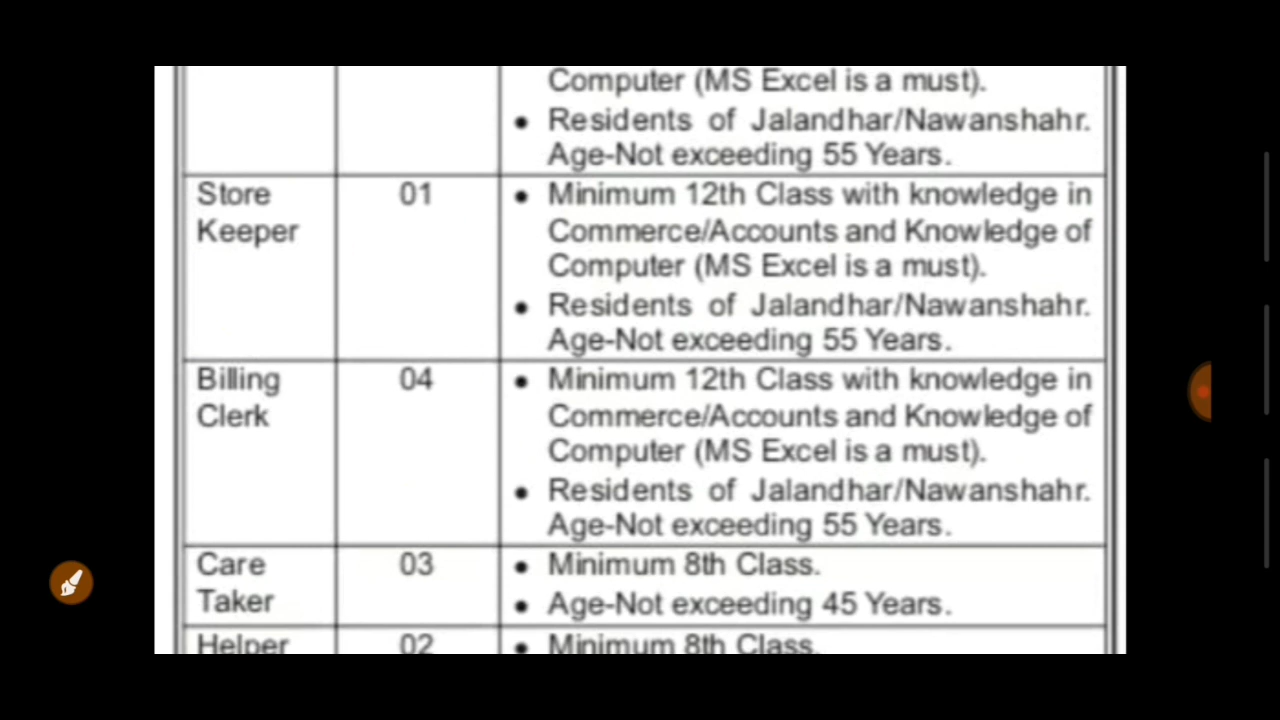 Computer (MS Excel is a must).
• Residents of Jalandhar/Nawanshahr.
Age-Not exceeding 55 Years.
Store
Keeper
01
• Minimum 12th Class with knowledge in
Commerce/Accounts and Knowledge of
Computer (MS Excel is a must).
• Residents of Jalandhar/Nawanshahr.
Age-Not exceeding 55 Years.
Billing
Clerk
04
• Minimum 12th Class with knowledge in
Commerce/Accounts and Knowledge of
Computer (MS Excel is a must).
• Residents of Jalandhar/Nawanshahr.
Age-Not exceeding 55 Years.
Care
Taker
03
• Minimum 8th Class.
• Age-Not exceeding 45 Years.
Helper
02
• Minimum 8th Class.